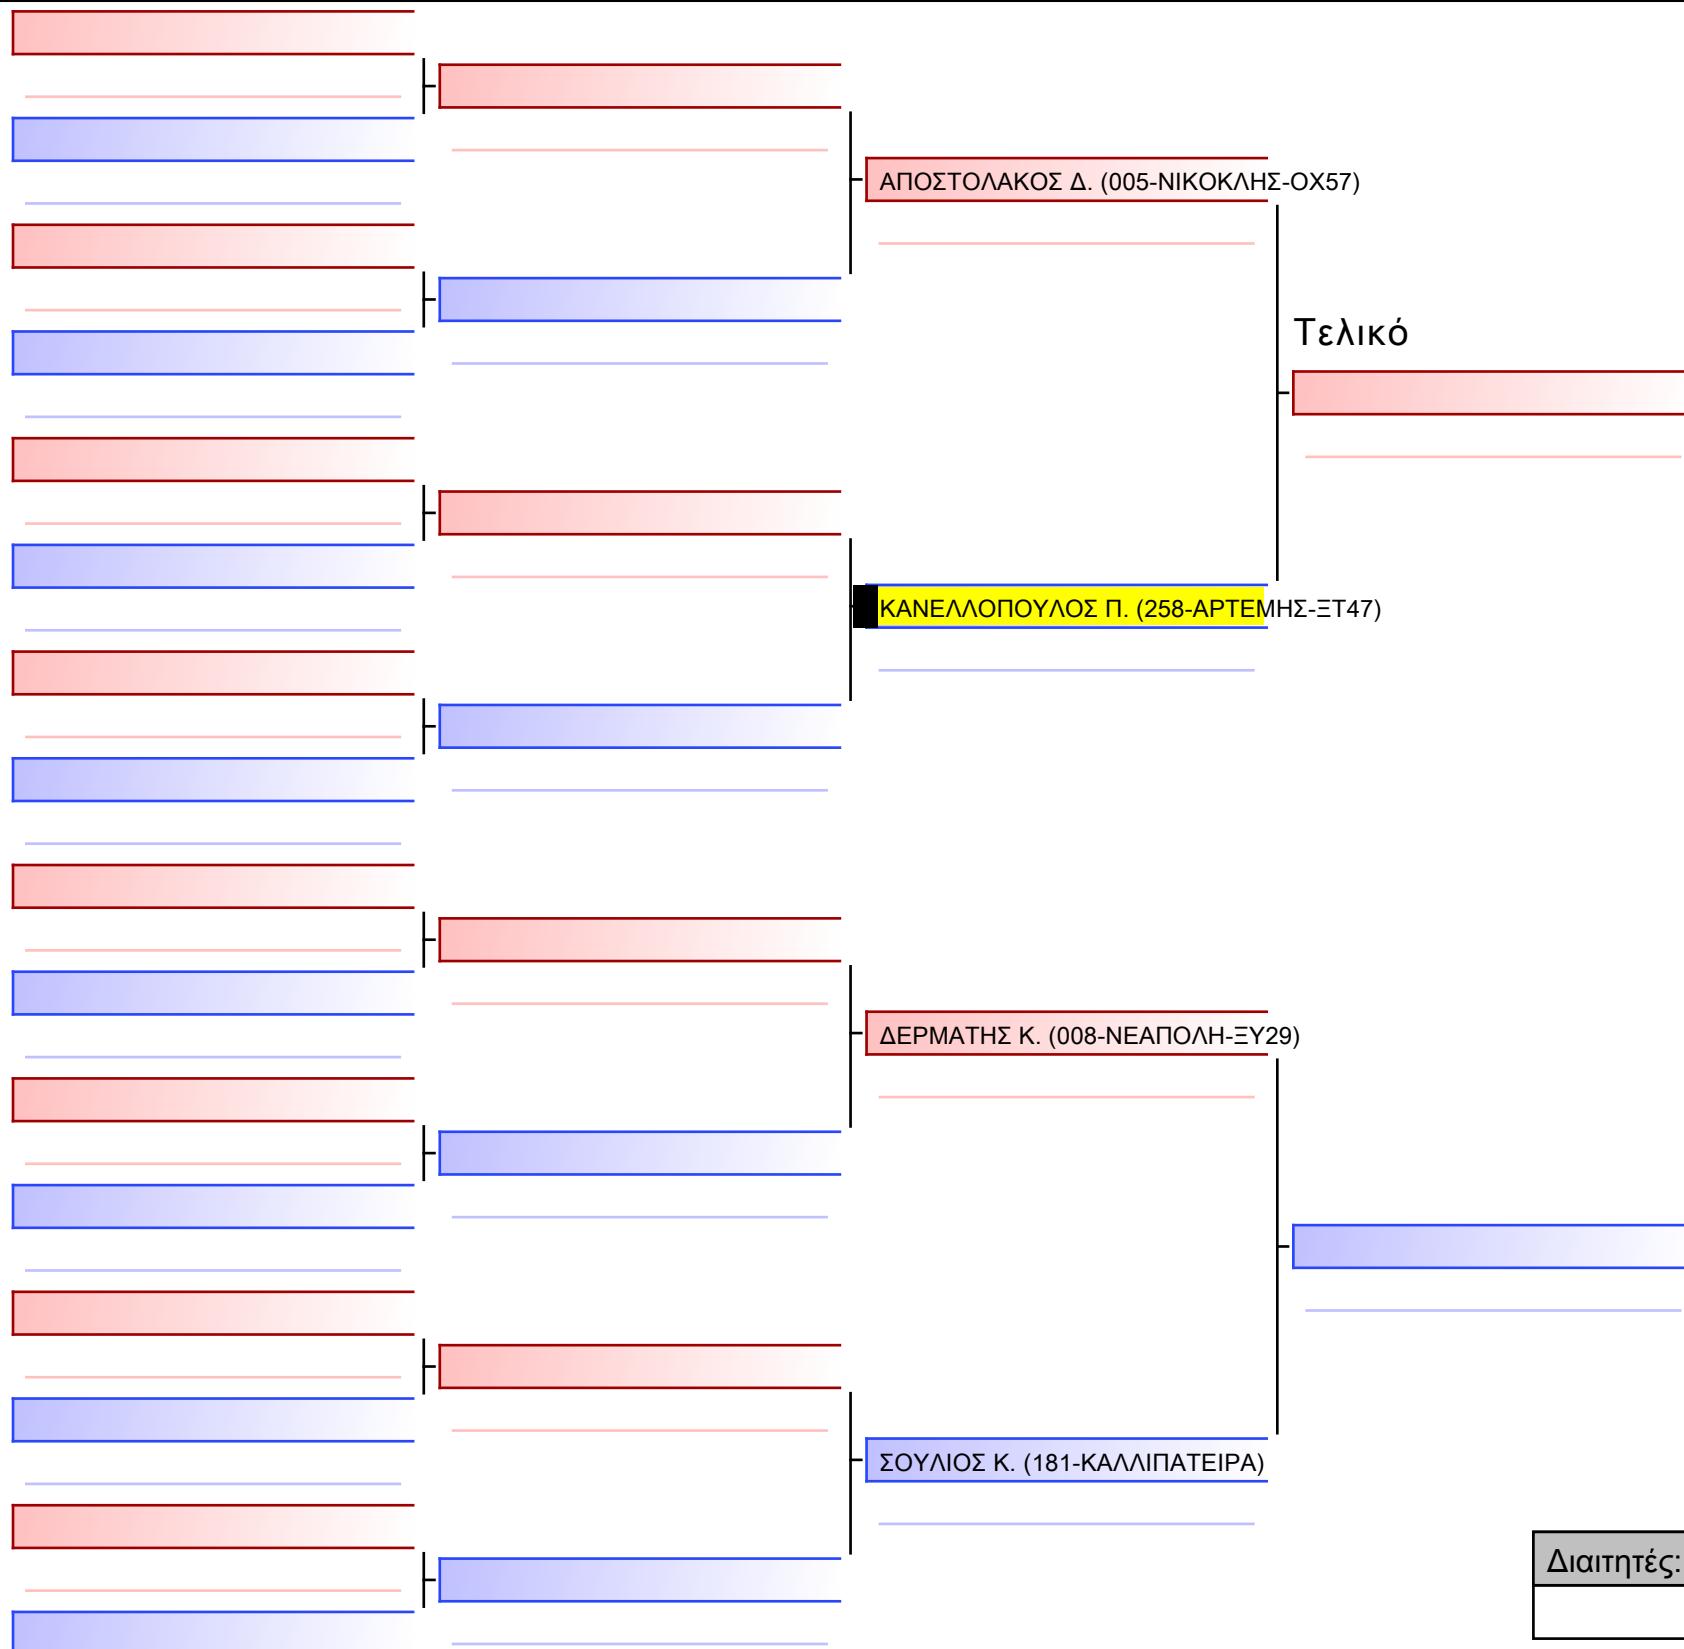 ΑΠΟΣΤΟΛΑΚΟΣ Δ. (005-ΝΙΚΟΚΛΗΣ-ΟΧ57)
Τελικό
ΚΑΝΕΛΛΟΠΟΥΛΟΣ Π. (258-ΑΡΤΕΜΗΣ-ΞΤ47)
ΔΕΡΜΑΤΗΣ Κ. (008-ΝΕΑΠΟΛΗ-ΞΥ29)
ΣΟΥΛΙΟΣ Κ. (181-ΚΑΛΛΙΠΑΤΕΙΡΑ)
Διαιτητές: